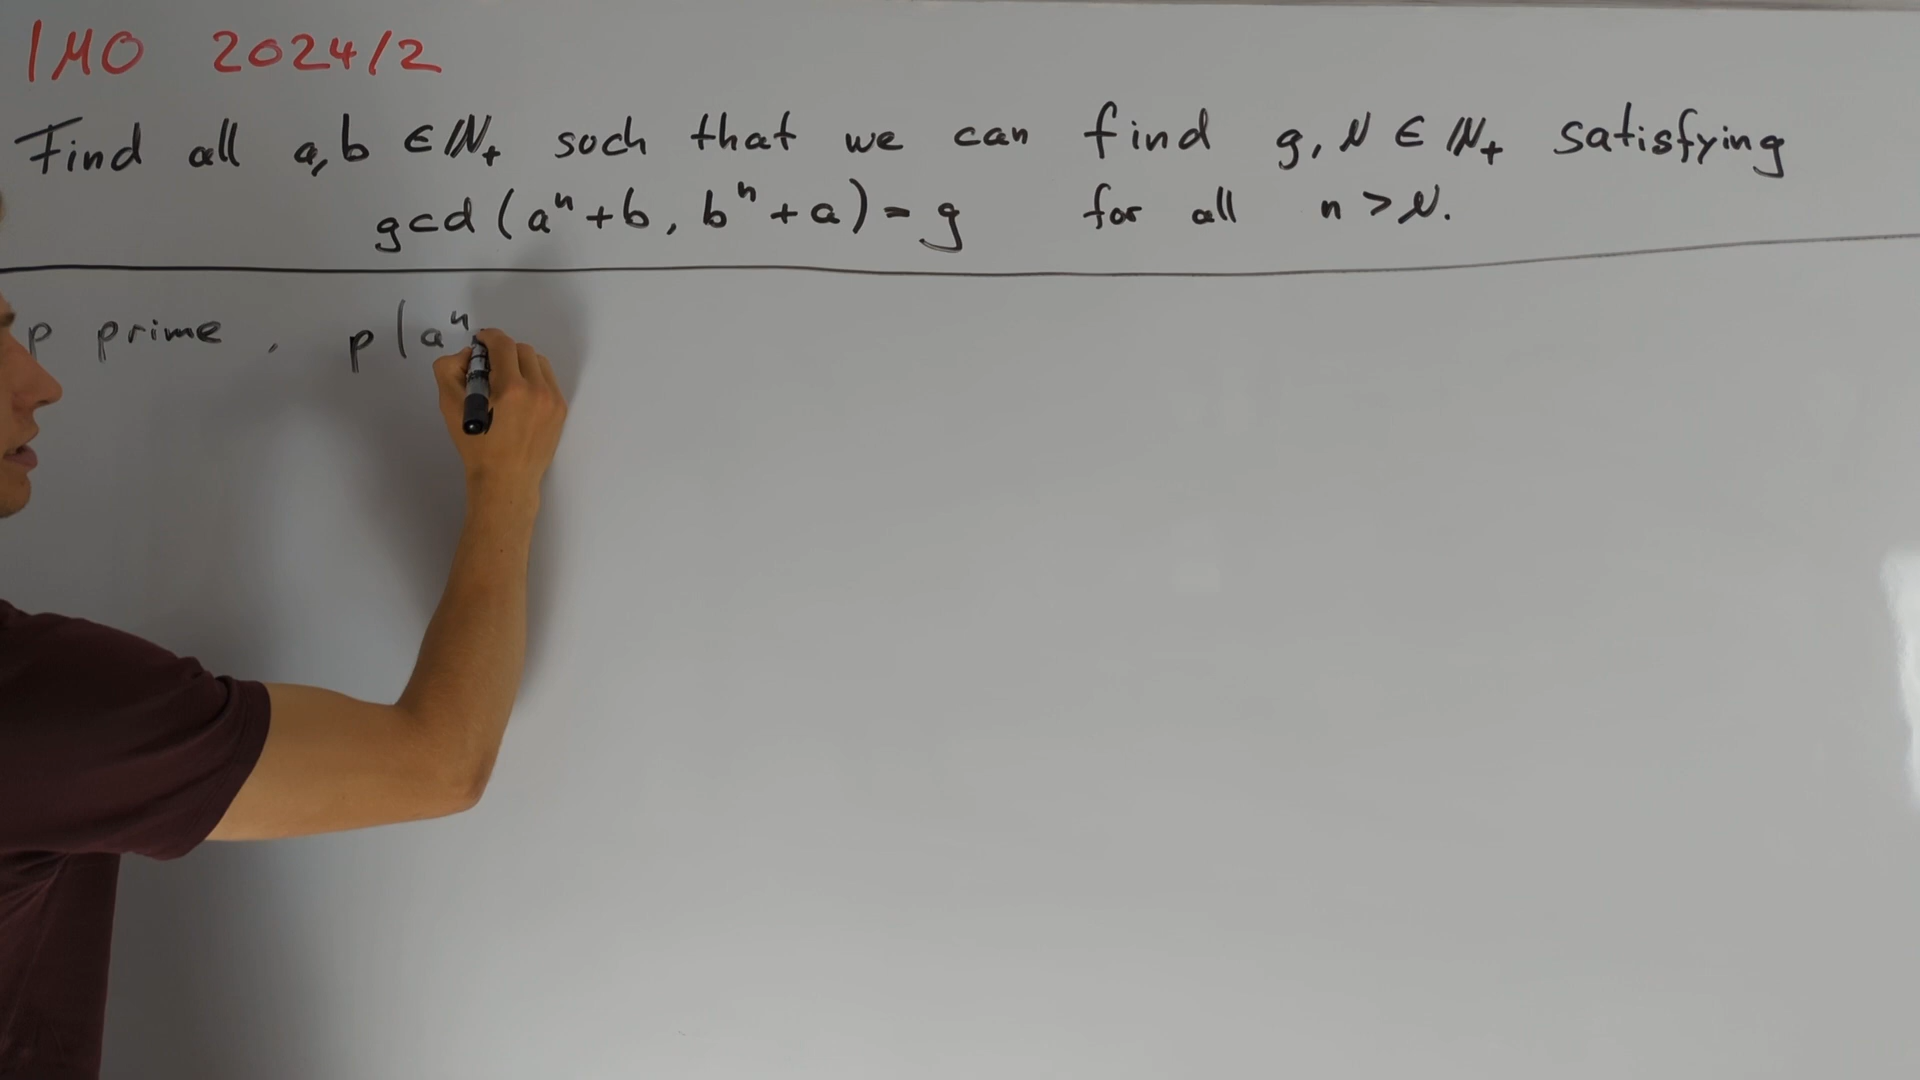 IMO 2024/2
Find all a,b ∈ ℕ₊ such that we can find g, N ∈ ℕ₊ satisfying
gcd(aⁿ+b, bⁿ+a) = g for all n > N.
p prime, p | aⁿ